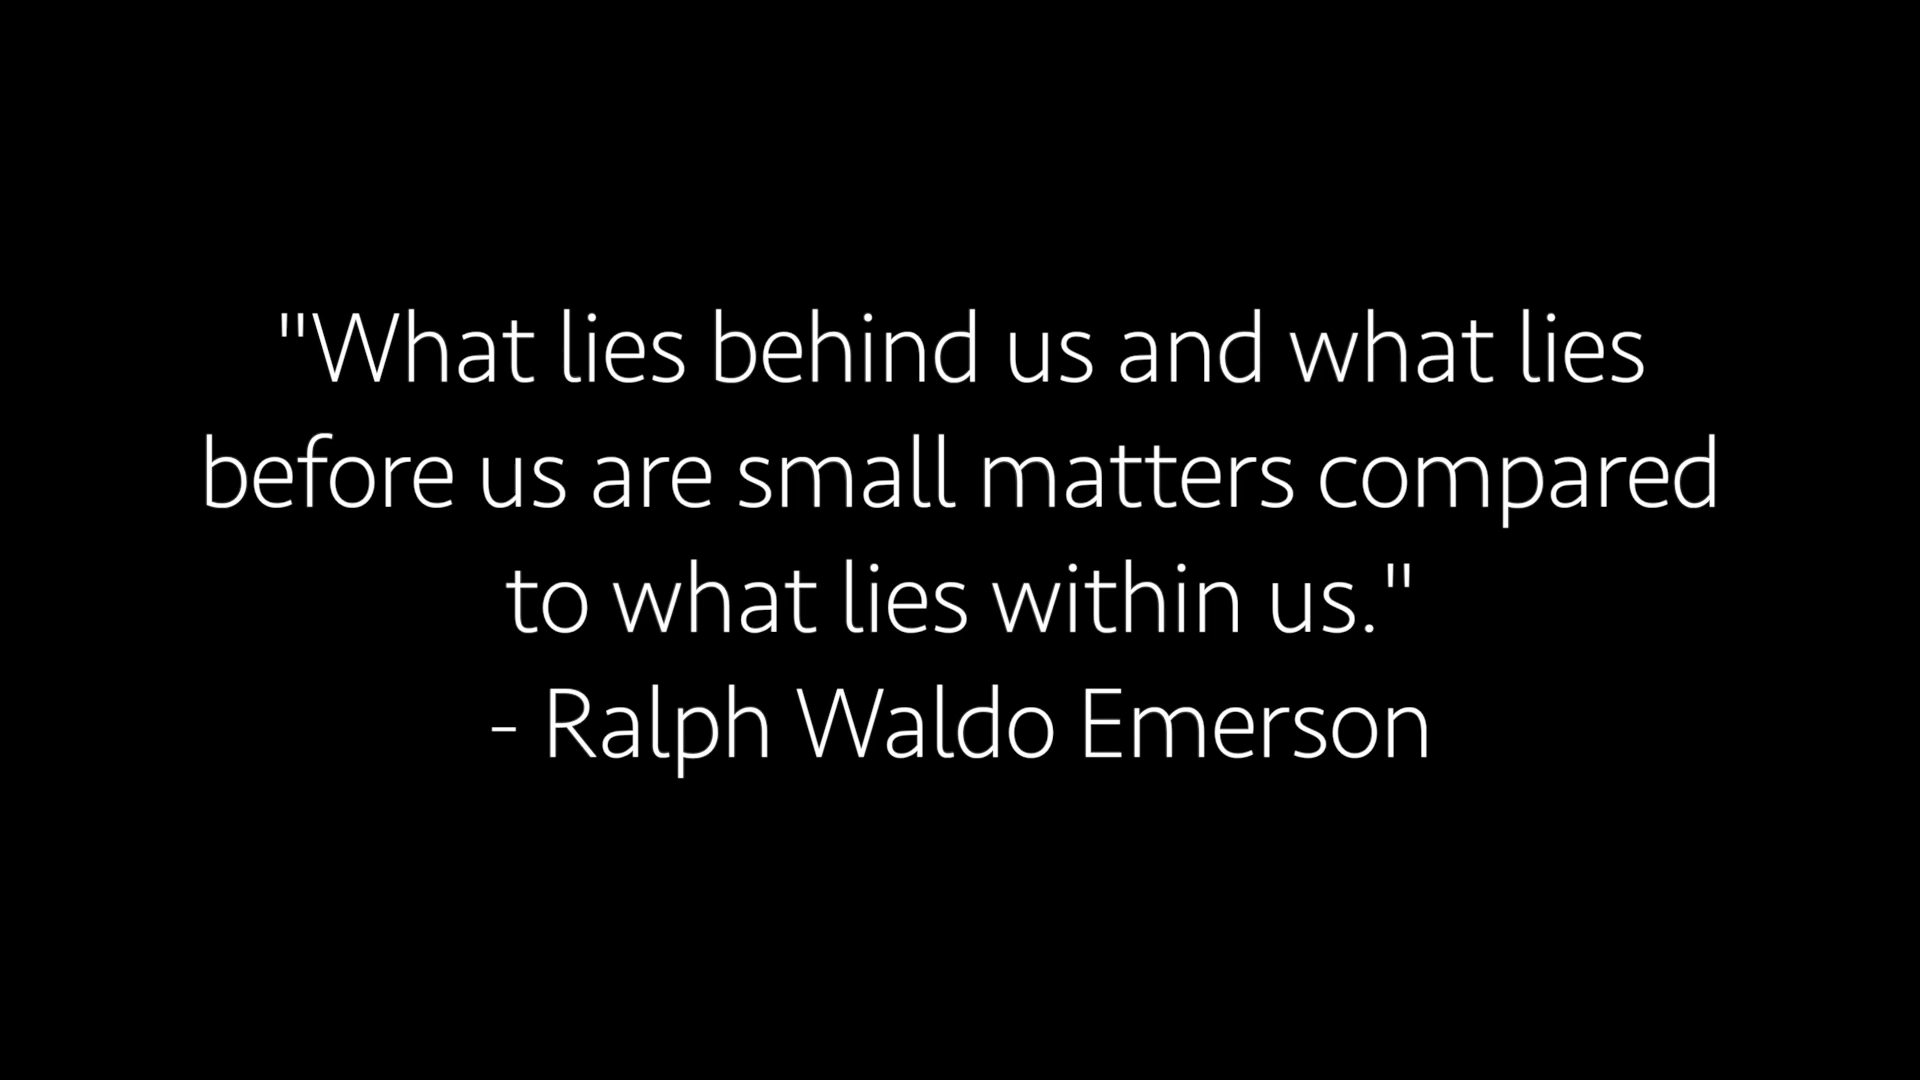 "What lies behind us and what lies
before us are small matters compared
to what lies within us."
- Ralph Waldo Emerson